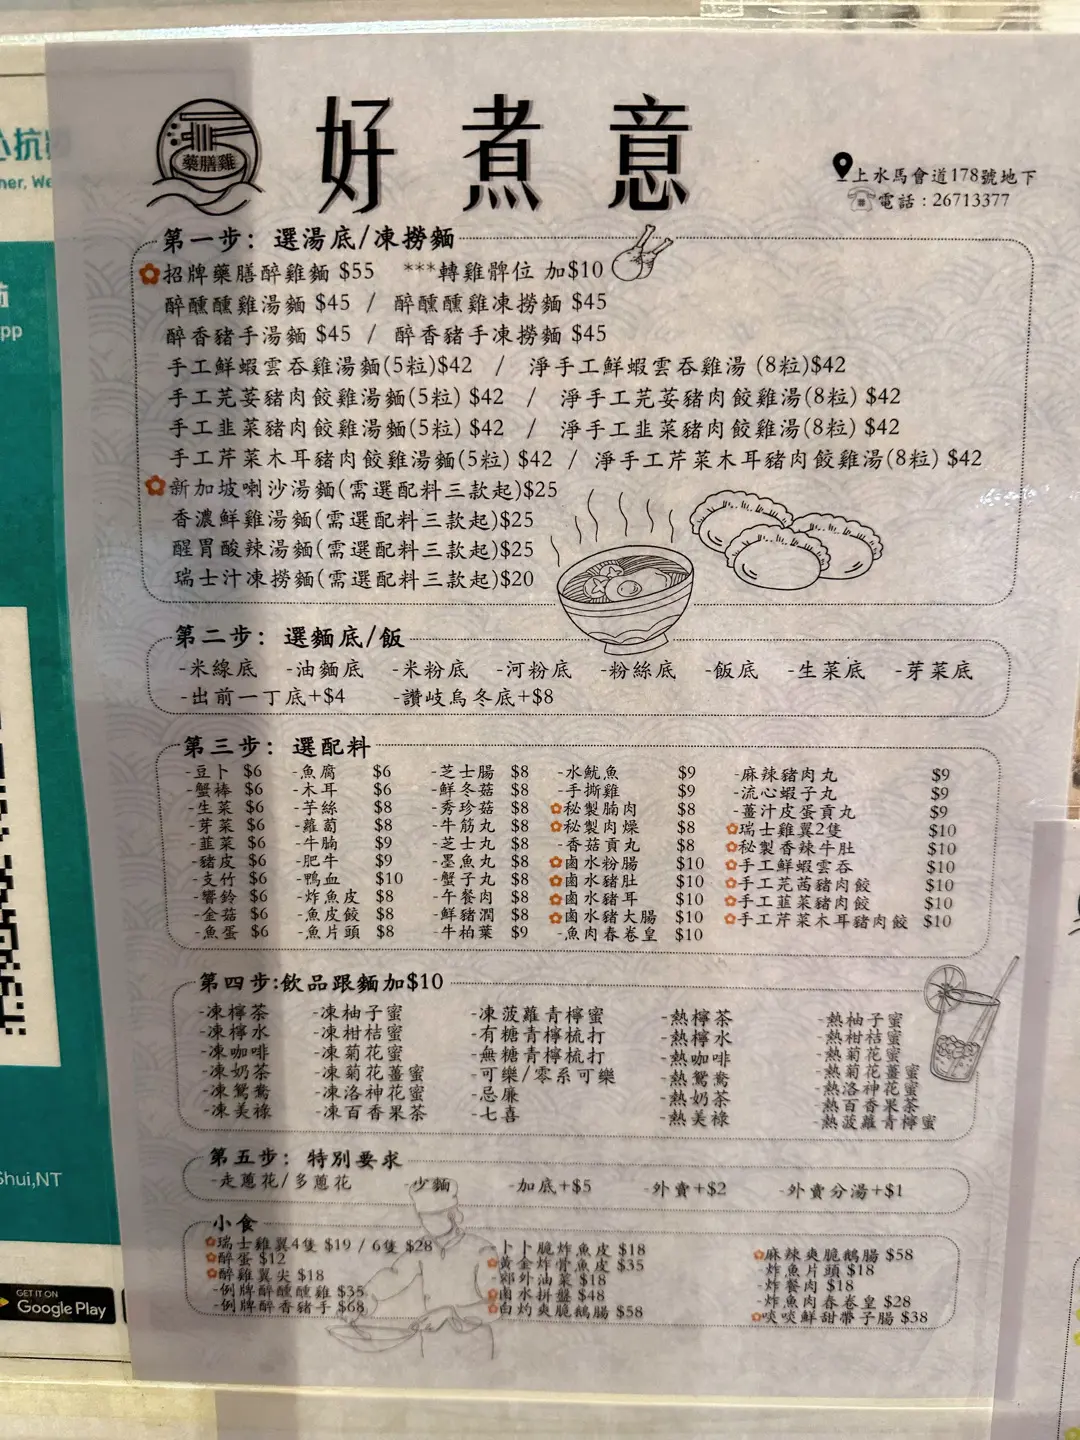 好煮意
藥膳雞
上水馬會道178號地下
電話：26713377
第一步：選湯底/凍撈麵
招牌藥膳醉雞麵 $55 ***轉雞髀位 加$10
醉醺醺雞湯麵 $45 / 醉醺醺雞凍撈麵 $45
醉香豬手湯麵 $45 / 醉香豬手凍撈麵 $45
手工鮮蝦雲吞雞湯麵(5粒)$42 / 淨手工鮮蝦雲吞雞湯 (8粒)$42
手工芫荽豬肉餃雞湯麵(5粒) $42 / 淨手工芫荽豬肉餃雞湯(8粒) $42
手工韭菜豬肉餃雞湯麵(5粒) $42 / 淨手工韭菜豬肉餃雞湯(8粒) $42
手工芹菜木耳豬肉餃雞湯麵(5粒) $42 / 淨手工芹菜木耳豬肉餃雞湯(8粒) $42
新加坡喇沙湯麵(需選配料三款起)$25
香濃鮮雞湯麵(需選配料三款起)$25
醒胃酸辣湯麵(需選配料三款起)$25
瑞士汁凍撈麵(需選配料三款起)$20
第二步：選麵底/飯
-米線底 -油麵底 -米粉底 -河粉底 -粉絲底 -飯底 -生菜底 -芽菜底
-出前一丁底+$4 -讚岐烏冬底+$8
第三步：選配料
-豆卜 $6 -魚腐 $6 -芝士腸 $8 -水魷魚 $9 -麻辣豬肉丸 $9
-蟹棒 $6 -木耳 $6 -鮮冬菇 $8 -手撕雞 $9 -流心蝦子丸 $9
-生菜 $6 -芋絲 $8 -秀珍菇 $8 秘製腩肉 $8 -薑汁皮蛋貢丸 $9
-芽菜 $6 -蘿蔔 $8 -牛筋丸 $8 秘製肉燥 $8 瑞士雞翼2隻 $10
-韮菜 $6 -牛腩 $9 -芝士丸 $8 -香菇貢丸 $8 秘製香辣牛肚 $10
-豬皮 $6 -肥牛 $9 -墨魚丸 $8 鹵水粉腸 $10 手工鮮蝦雲吞 $10
-支竹 $6 -鴨血 $10 -蟹子丸 $8 鹵水豬肚 $10 手工芫茜豬肉餃 $10
-響鈴 $6 -炸魚皮 $8 -午餐肉 $8 鹵水豬耳 $10 手工韮菜豬肉餃 $10
-金菇 $6 -魚皮餃 $8 -鮮豬潤 $8 鹵水豬大腸 $10 手工芹菜木耳豬肉餃 $10
-魚蛋 $6 -魚片頭 $8 -牛柏葉 $9 -魚肉春卷皇 $10
第四步:飲品跟麵加$10
-凍檸茶 -凍柚子蜜 -凍菠蘿青檸蜜 -熱檸茶 -熱柚子蜜
-凍檸水 -凍柑桔蜜 -有糖青檸梳打 -熱檸水 -熱柑桔蜜
-凍咖啡 -凍菊花蜜 -無糖青檸梳打 -熱咖啡 -熱菊花蜜
-凍奶茶 -凍菊花薑蜜 -可樂/零系可樂 -熱鴛鴦 -熱菊花薑蜜
-凍鴛鴦 -凍洛神花蜜 -忌廉 -熱奶茶 -熱洛神花蜜
-凍美祿 -凍百香果茶 -七喜 -熱美祿 -熱百香果茶
-熱菠蘿青檸蜜
第五步：特別要求
-走蔥花/多蔥花 -少麵 -加底+$5 -外賣+$2 -外賣分湯+$1
小食
瑞士雞翼4隻 $19 / 6隻 $28 -卜卜脆炸魚皮 $18 麻辣爽脆鵝腸 $58
醉蛋 $12 黃金炸骨魚皮 $35 -炸魚片頭 $18
醉雞翼尖 $18 -郊外油菜 $18 -炸餐肉 $18
-例牌醉醺醺雞 $35 鹵水拼盤 $48 -炸魚肉春卷皇 $28
-例牌醉香豬手 $68 白灼爽脆鵝腸 $58 啖啖鮮甜帶子腸 $38
心抗
ner, We
pp
Shui,NT
GET IT ON
Google Play